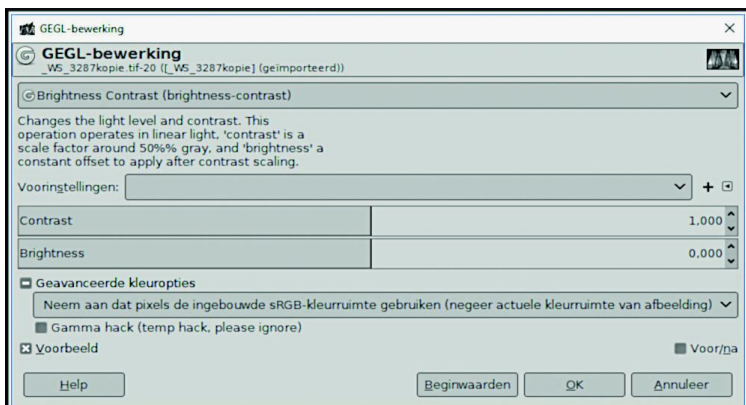 GEGL-bewerking
GEGL-bewerking
_WS_3287kopie.tif-20 ([_WS_3287kopie] (geïmporteerd))
Brightness Contrast (brightness-contrast)
Changes the light level and contrast. This
operation operates in linear light, 'contrast' is a
scale factor around 50%% gray, and 'brightness' a
constant offset to apply after contrast scaling.
Voorinstellingen:
Contrast 1,000
Brightness 0,000
Geavanceerde kleuropties
Neem aan dat pixels de ingebouwde sRGB-kleurruimte gebruiken (negeer actuele kleurruimte van afbeelding)
Gamma hack (temp hack, please ignore)
Voorbeeld Voor/na
Help Beginwaarden OK Annuleer